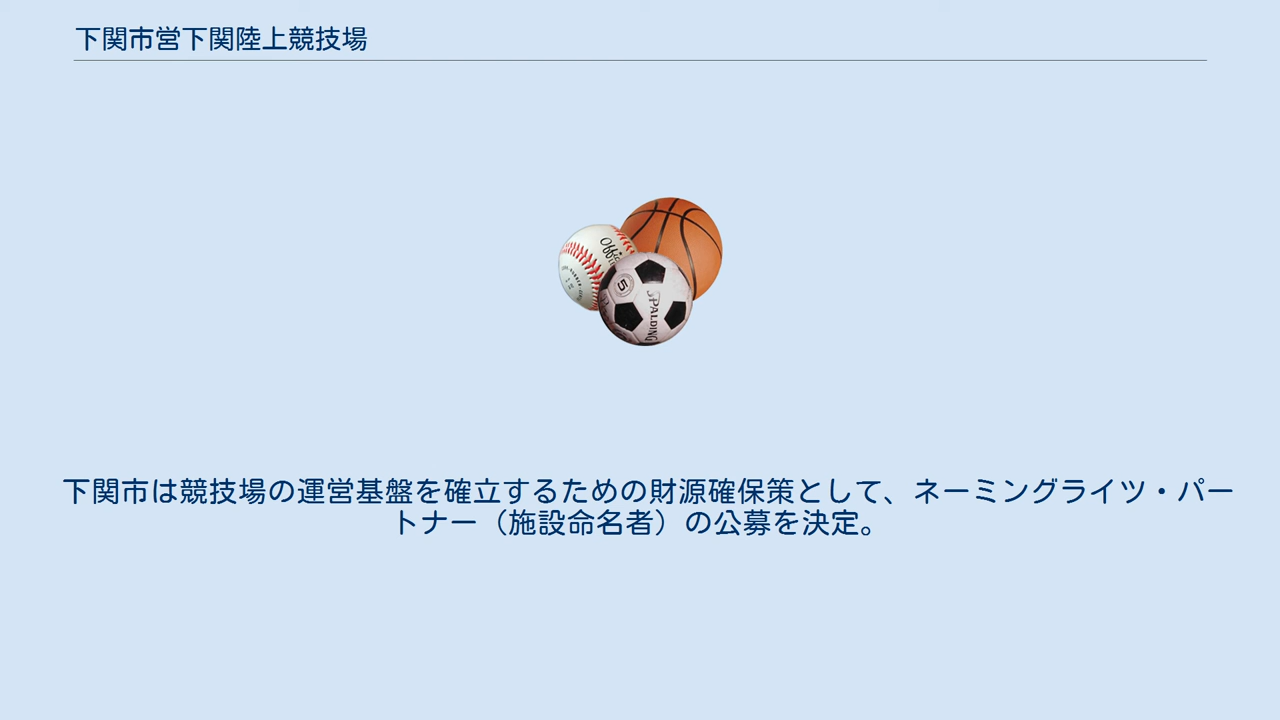 下関市営下関陸上競技場
Offic
5
SPALDING
下関市は競技場の運営基盤を確立するための財源確保策として、ネーミングライツ・パー
トナー（施設命名者）の公募を決定。